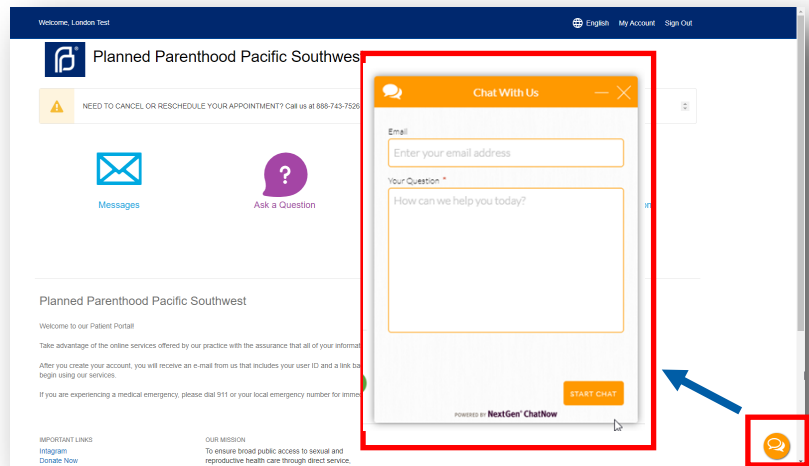 Welcome, London Test
English My Account Sign Out
Planned Parenthood Pacific Southwes
NEED TO CANCEL OR RESCHEDULE YOUR APPOINTMENT? Call us at 888-743-7526
Messages
Ask a Question
Chat With Us
Email
Enter your email address
Your Question *
How can we help you today?
START CHAT
POWERED BY NextGen® ChatNow
Planned Parenthood Pacific Southwest
Welcome to our Patient Portal!
Take advantage of the online services offered by our practice with the assurance that all of your informat
After you create your account, you will receive an e-mail from us that includes your user ID and a link ba
begin using our services.
If you are experiencing a medical emergency, please dial 911 or your local emergency number for imme
IMPORTANT LINKS
Intagram
Donate Now
OUR MISSION
To ensure broad public access to sexual and
reproductive health care through direct service,